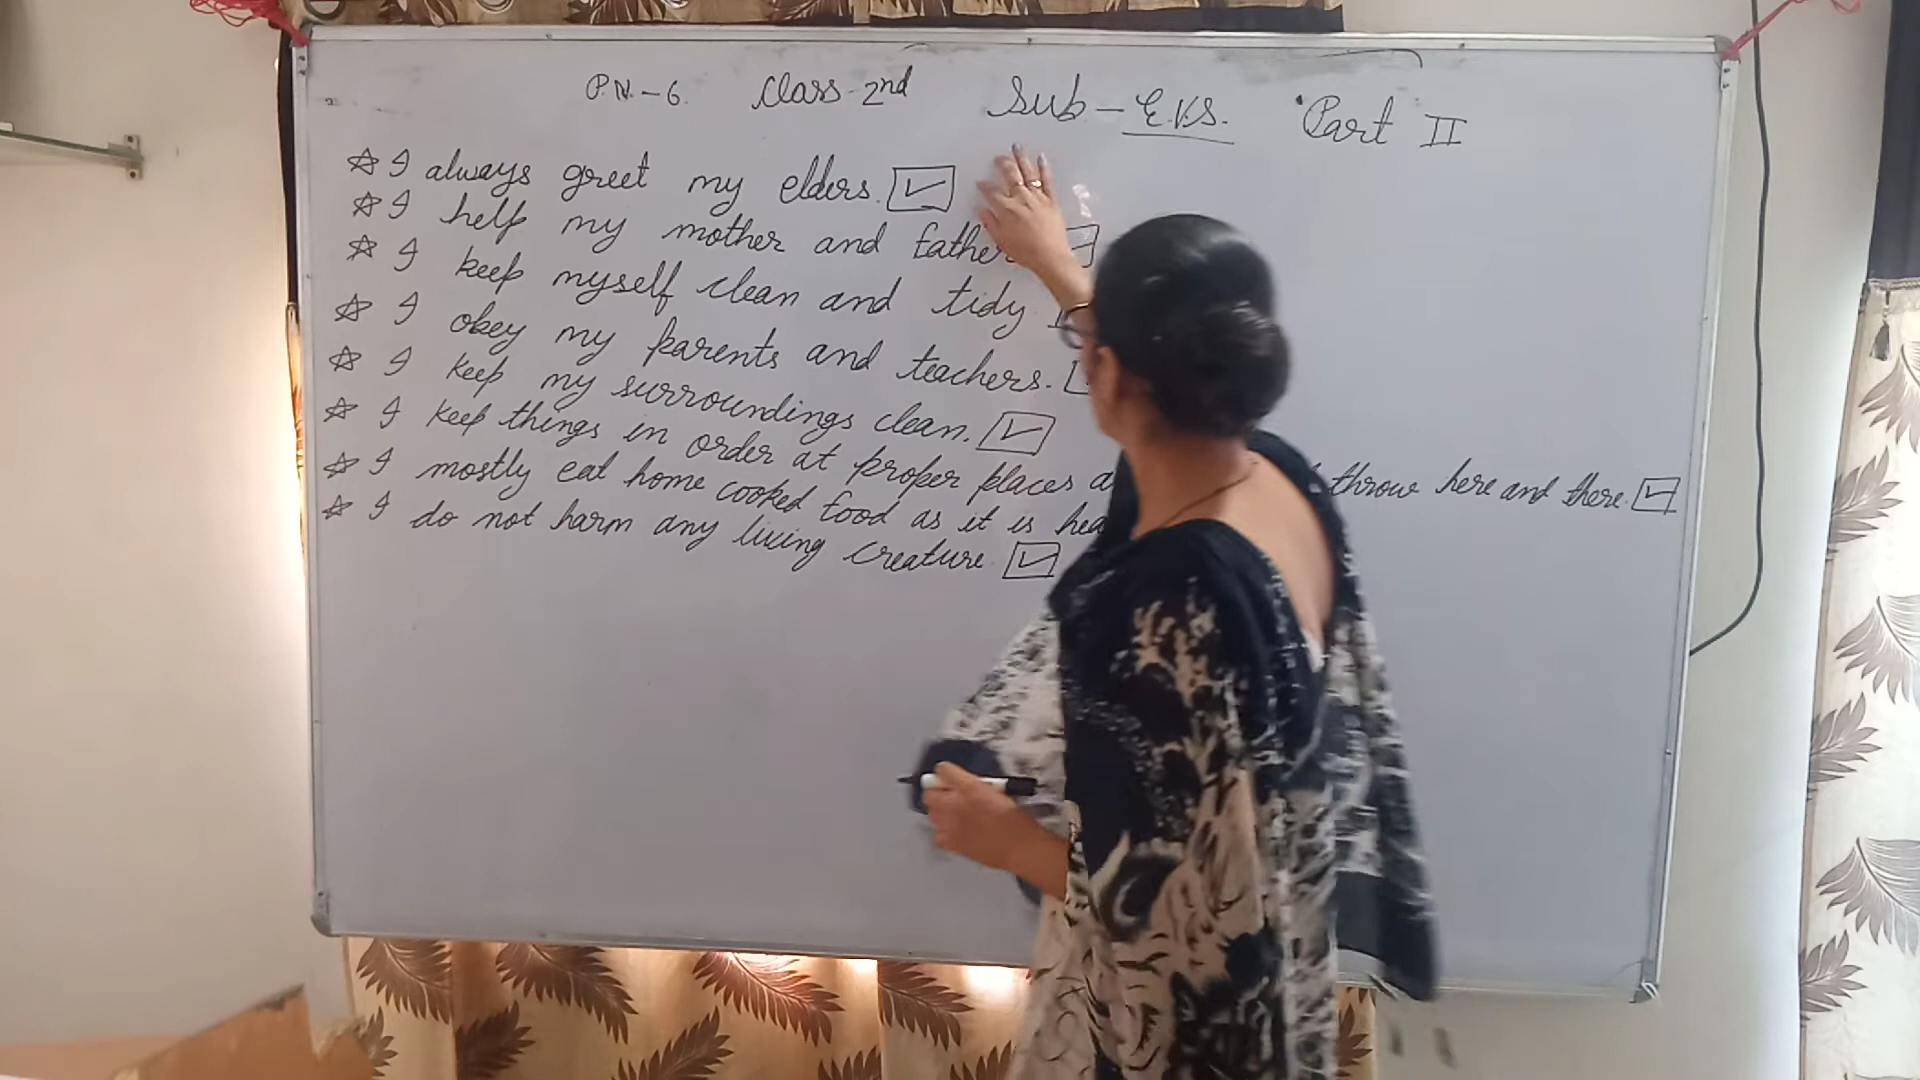 P.N.-6. Class-2nd Sub-E.V.S. Part II
☆ I always greet my elders. ☑
☆ I help my mother and
☆ I keep myself clean and tidy
☆ I obey my parents and teachers.
☆ I keep my surroundings clean. ☑
☆ I keep things in order at proper places throw here and there. ☑
☆ I mostly eat home cooked food as it is
☆ I do not harm any living creature. ☑